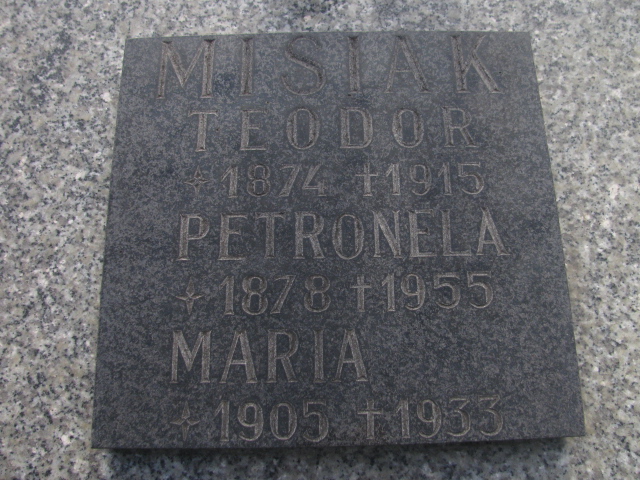 MISIAK
TEODOR
*1874 †1915
PETRONELA
*1878 †1955
MARIA
*1905 †1933